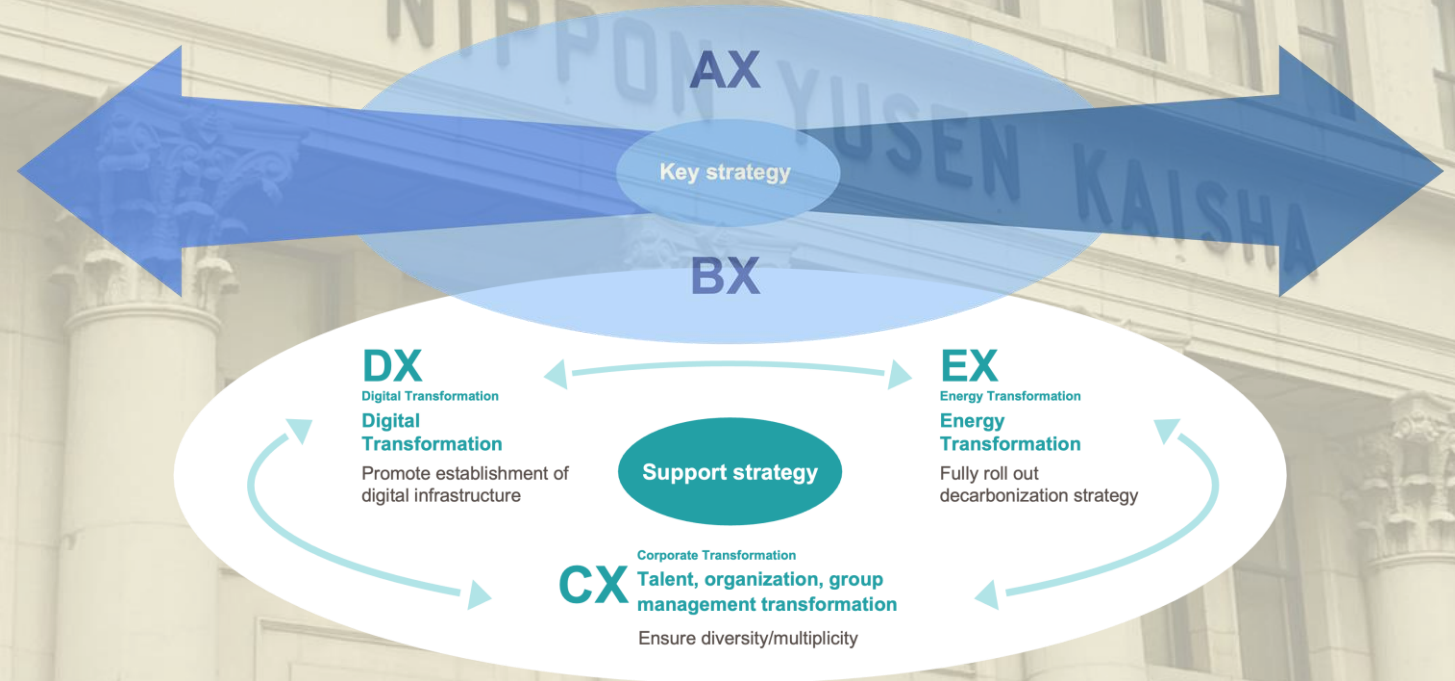 NIPPON YUSEN KAISHA
AX
Key strategy
BX
DX
Digital Transformation
Digital
Transformation
Promote establishment of
digital infrastructure
EX
Energy Transformation
Energy
Transformation
Fully roll out
decarbonization strategy
Support strategy
CX
Corporate Transformation
Talent, organization, group
management transformation
Ensure diversity/multiplicity